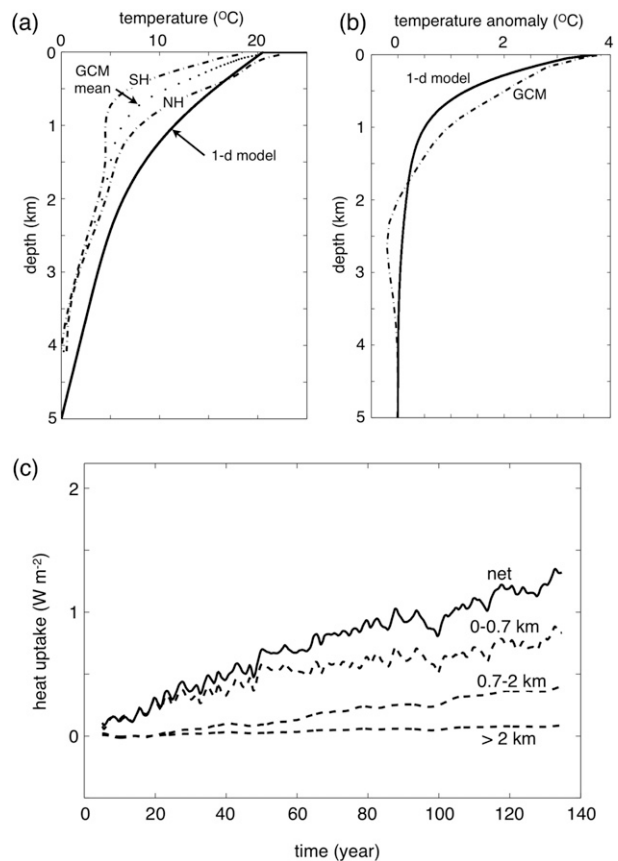 (a)
temperature (°C)
0 5 10 15 20 25
0
1
2
3
4
5
depth (km)
GCM
mean
SH
NH
1-d model
(b)
temperature anomaly (°C)
0 2 4
0
1
2
3
4
5
depth (km)
1-d model
GCM
(c)
2
1
0
heat uptake (W m-2)
net
0-0.7 km
0.7-2 km
> 2 km
0 20 40 60 80 100 120 140
time (year)